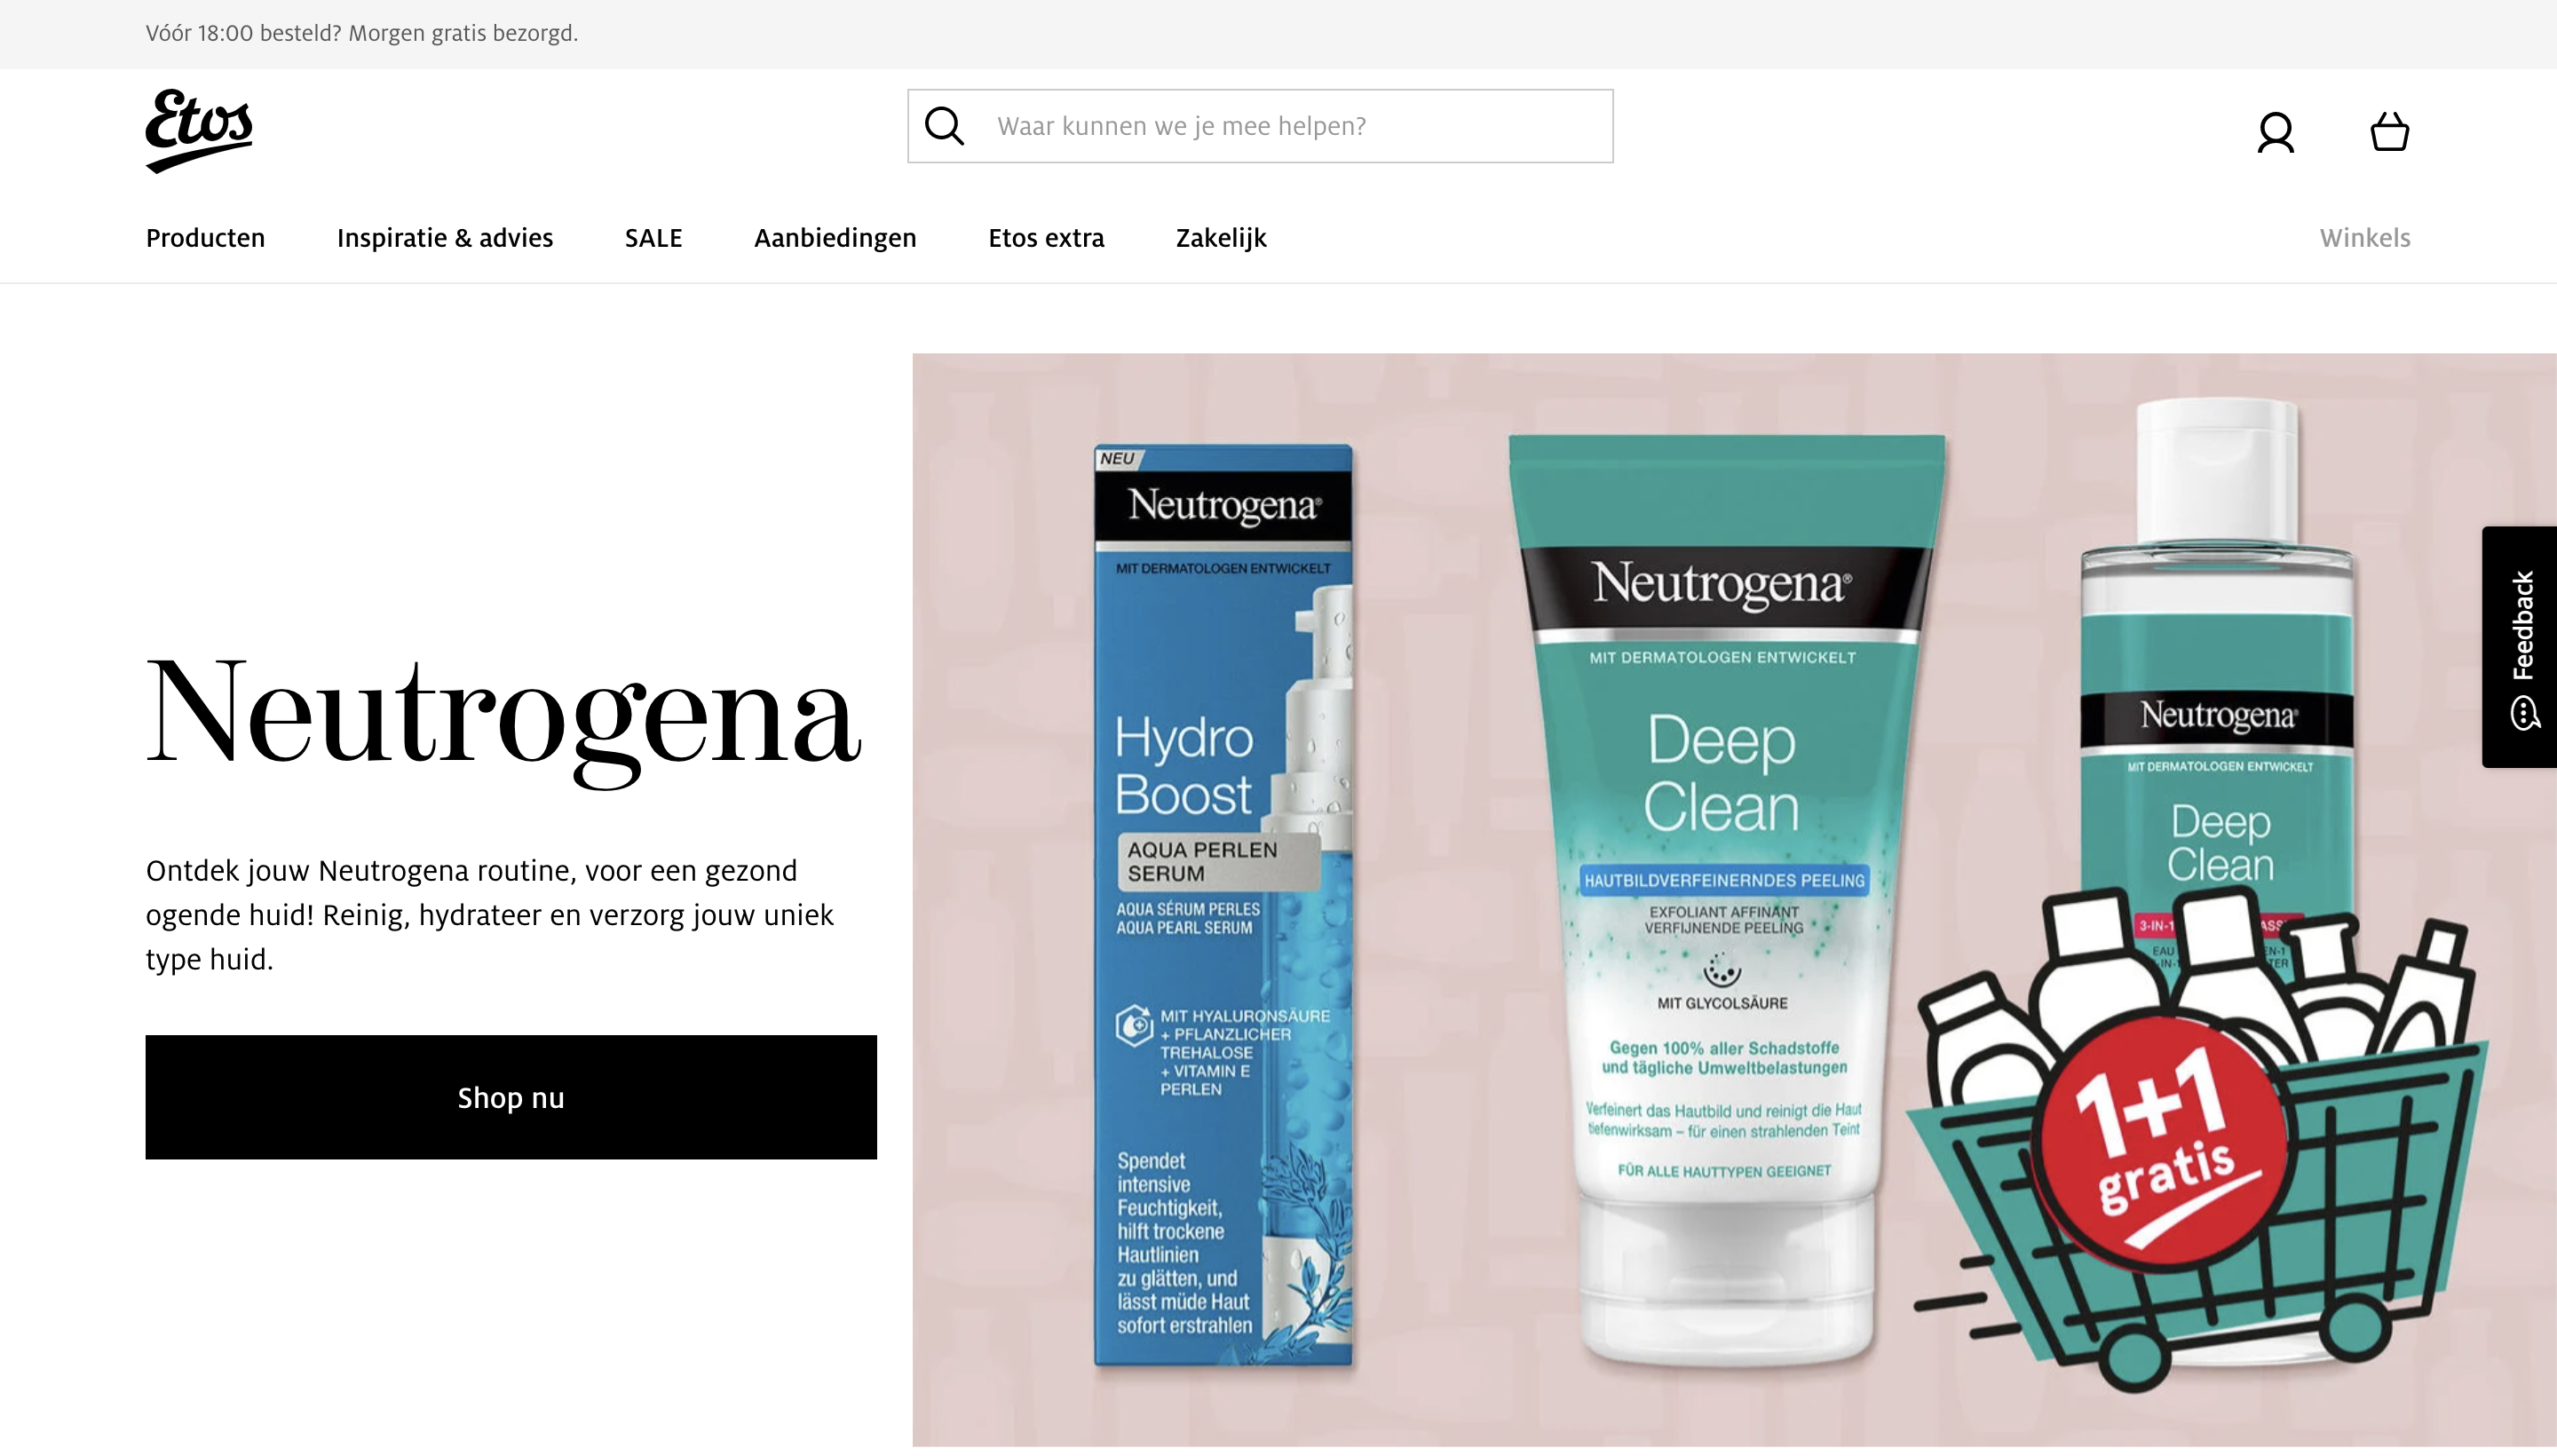 Vóór 18:00 besteld? Morgen gratis bezorgd.
Etos
Waar kunnen we je mee helpen?
Producten
Inspiratie & advies
SALE
Aanbiedingen
Etos extra
Zakelijk
Winkels
Neutrogena
Ontdek jouw Neutrogena routine, voor een gezond
ogende huid! Reinig, hydrateer en verzorg jouw uniek
type huid.
Shop nu
NEU
Neutrogena®
MIT DERMATOLOGEN ENTWICKELT
Hydro
Boost
AQUA PERLEN
SERUM
AQUA SÉRUM PERLES
AQUA PEARL SERUM
MIT HYALURONSÄURE
+ PFLANZLICHER
TREHALOSE
+ VITAMIN E
PERLEN
Spendet
intensive
Feuchtigkeit,
hilft trockene
Hautlinien
zu glätten, und
lässt müde Haut
sofort erstrahlen
Neutrogena®
MIT DERMATOLOGEN ENTWICKELT
Deep
Clean
HAUTBILDVERFEINERNDES PEELING
EXFOLIANT AFFINANT
VERFIJNENDE PEELING
MIT GLYCOLSÄURE
Gegen 100% aller Schadstoffe
und tägliche Umweltbelastungen
Verfeinert das Hautbild und reinigt die Haut
tiefenwirksam – für einen strahlenden Teint
FÜR ALLE HAUTTYPEN GEEIGNET
Neutrogena®
MIT DERMATOLOGEN ENTWICKELT
Deep
Clean
3-IN-1
EAU
1+1
gratis
Feedback